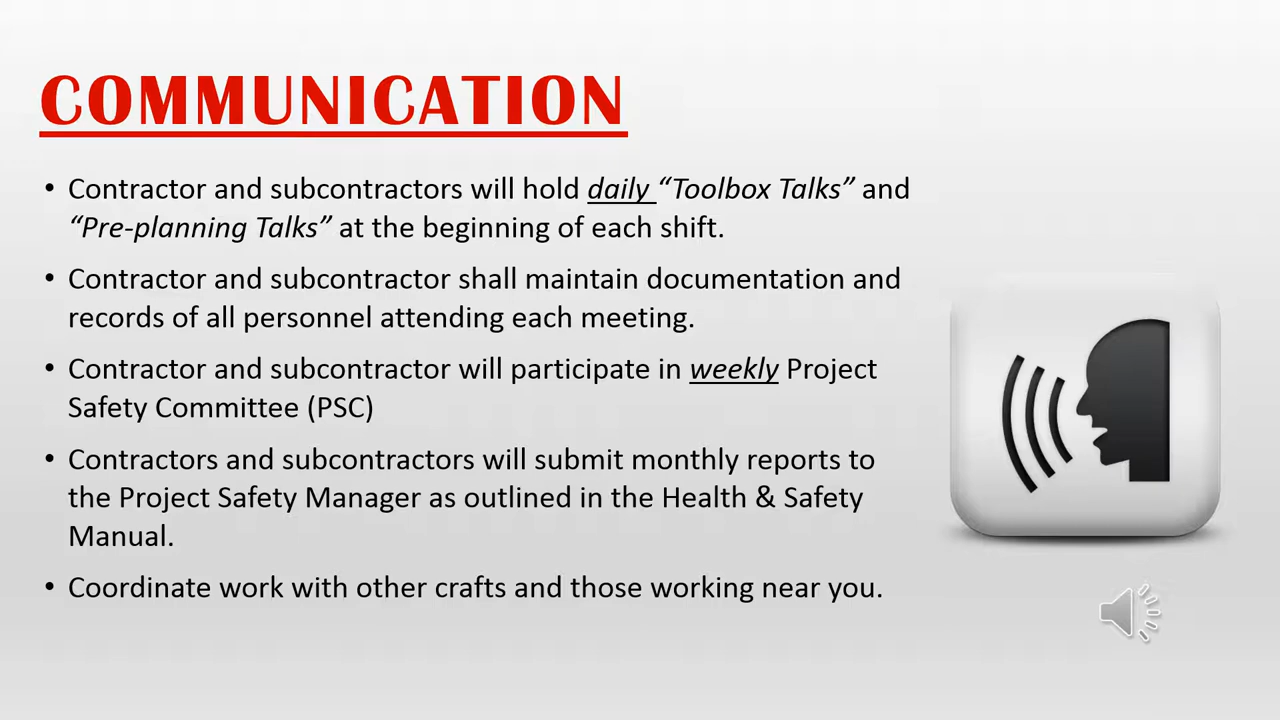 COMMUNICATION
• Contractor and subcontractors will hold daily “Toolbox Talks” and
“Pre-planning Talks” at the beginning of each shift.
• Contractor and subcontractor shall maintain documentation and
records of all personnel attending each meeting.
• Contractor and subcontractor will participate in weekly Project
Safety Committee (PSC)
• Contractors and subcontractors will submit monthly reports to
the Project Safety Manager as outlined in the Health & Safety
Manual.
• Coordinate work with other crafts and those working near you.